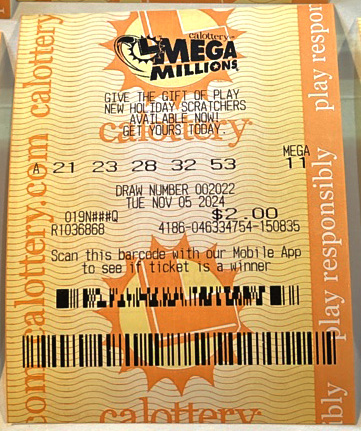 calottery
MEGA
MILLIONS
GIVE THE GIFT OF PLAY
NEW HOLIDAY SCRATCHERS
AVAILABLE NOW!
GET YOURS TODAY.
calottery
MEGA
A 21 23 28 32 53 11
DRAW NUMBER 002022
TUE NOV 05 2024
019N###Q $2.00
R1036868 4186-046334754-150835
Scan this barcode with our Mobile App
to see if ticket is a winner
calottery
com calottery.com calottery
ibly play responsibly play respon